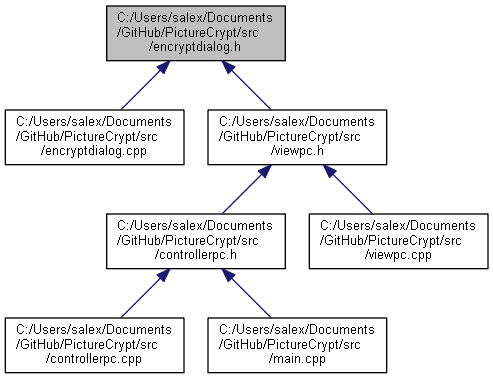 C:/Users/salex/Documents
/GitHub/PictureCrypt/src
/encryptdialog.h
C:/Users/salex/Documents
/GitHub/PictureCrypt/src
/encryptdialog.cpp
C:/Users/salex/Documents
/GitHub/PictureCrypt/src
/viewpc.h
C:/Users/salex/Documents
/GitHub/PictureCrypt/src
/controllerpc.h
C:/Users/salex/Documents
/GitHub/PictureCrypt/src
/viewpc.cpp
C:/Users/salex/Documents
/GitHub/PictureCrypt/src
/controllerpc.cpp
C:/Users/salex/Documents
/GitHub/PictureCrypt/src
/main.cpp